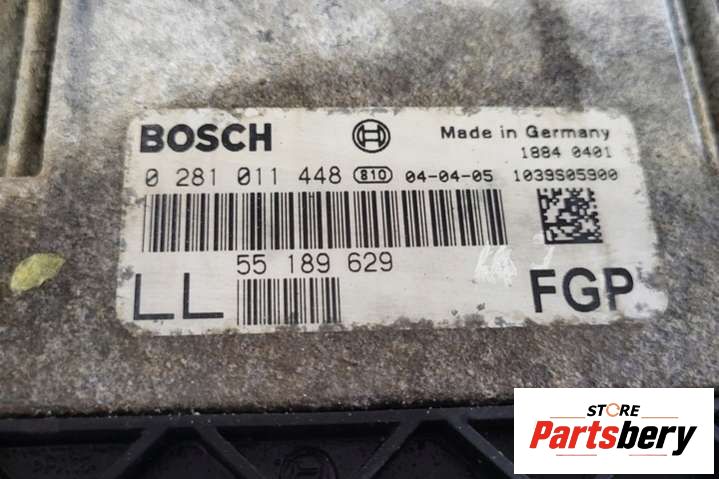 BOSCH
Made in Germany
1884 0401
0 281 011 448 810 04-04-05 1039S05900
55 189 629
LL
FGP
STORE
Partsbery